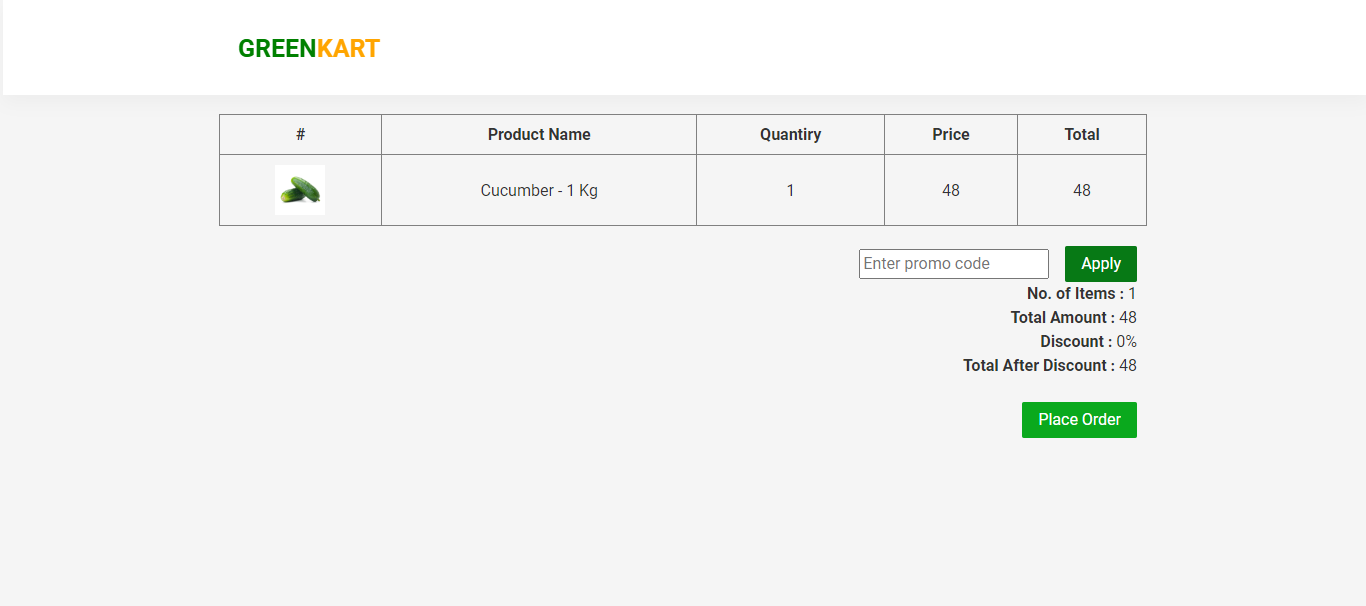 GREENKART
# Product Name Quantiry Price Total
Cucumber - 1 Kg 1 48 48
Enter promo code Apply
No. of Items : 1
Total Amount : 48
Discount : 0%
Total After Discount : 48
Place Order